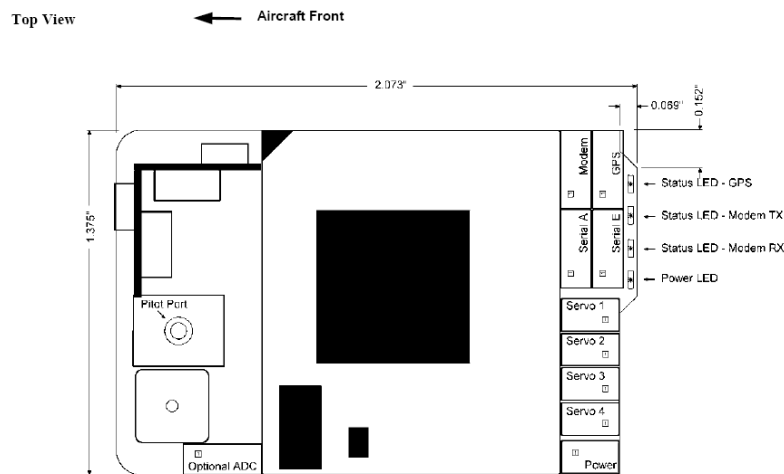 Top View
Aircraft Front
2.073"
0.069"
0.152"
1.375"
Modem
GPS
Serial A
Serial E
Status LED - GPS
Status LED - Modem TX
Status LED - Modem RX
Power LED
Pitot Port
Servo 1
Servo 2
Servo 3
Servo 4
Optional ADC
Power